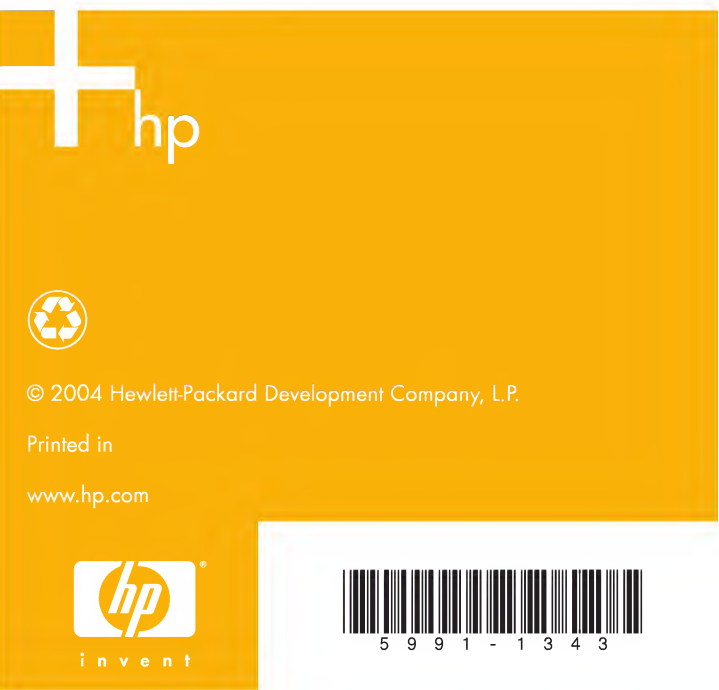 hp
© 2004 Hewlett-Packard Development Company, L.P.
Printed in
www.hp.com
hp®
invent
5991-1343